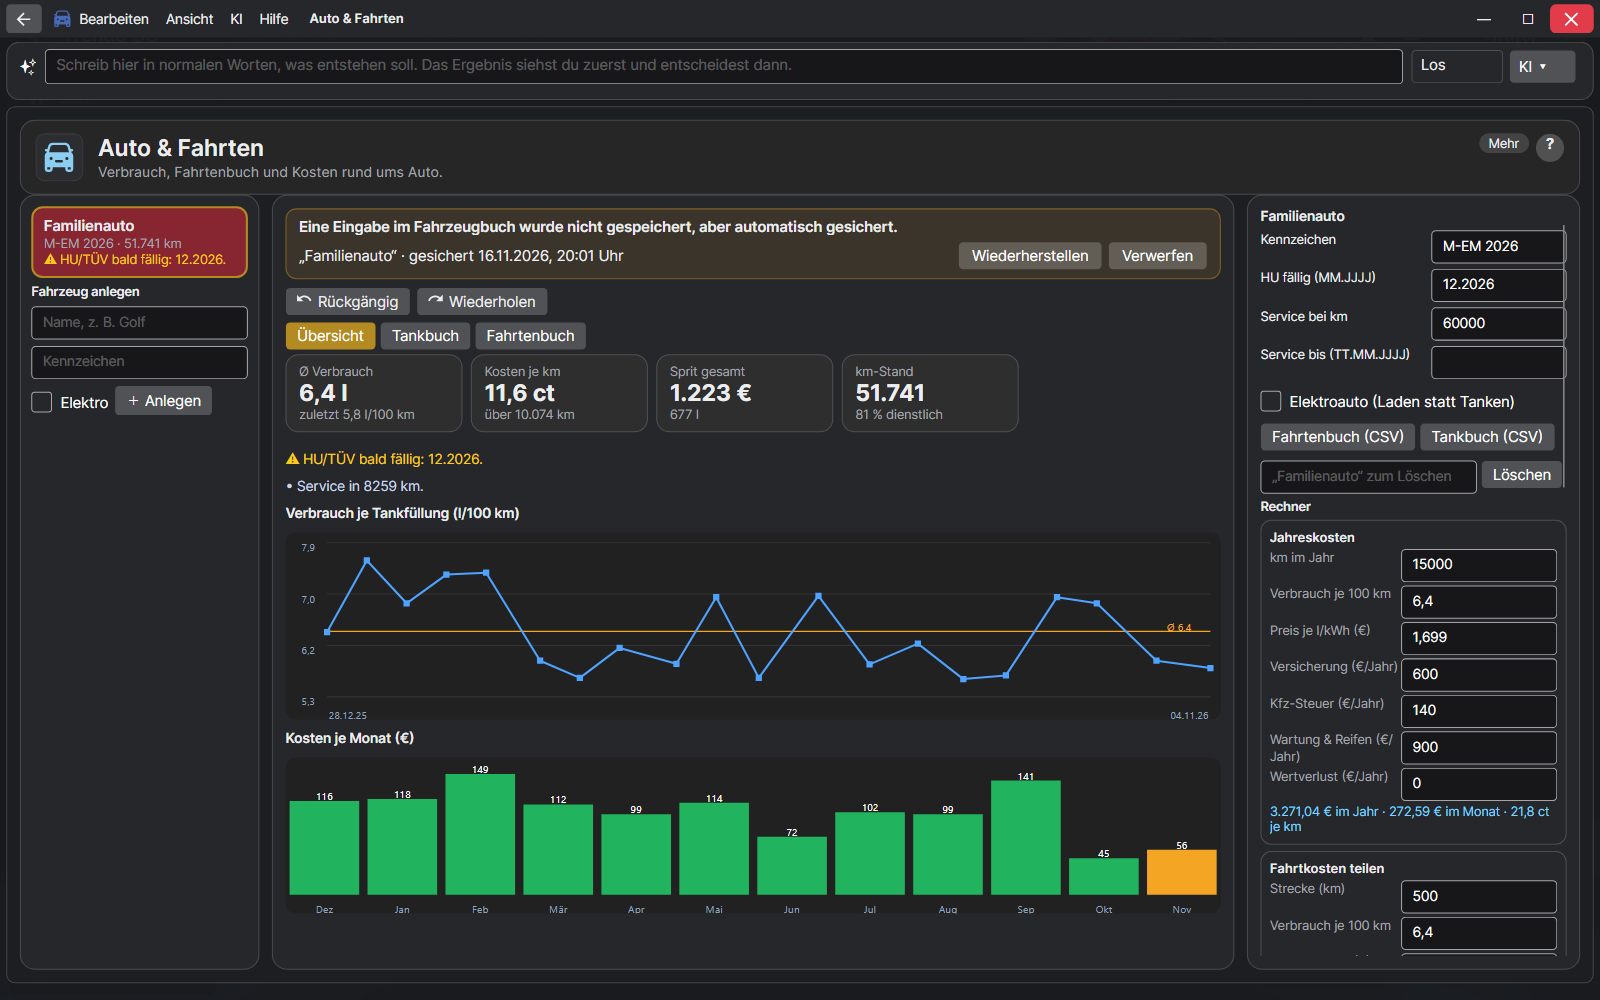 Bearbeiten Ansicht KI Hilfe Auto & Fahrten
Schreib hier in normalen Worten, was entstehen soll. Das Ergebnis siehst du zuerst und entscheidest dann.
Los
KI ▾
Auto & Fahrten
Verbrauch, Fahrtenbuch und Kosten rund ums Auto.
Mehr
?
Familienauto
M-EM 2026 · 51.741 km
⚠ HU/TÜV bald fällig: 12.2026.
Fahrzeug anlegen
Name, z. B. Golf
Kennzeichen
Elektro
+ Anlegen
Eine Eingabe im Fahrzeugbuch wurde nicht gespeichert, aber automatisch gesichert.
„Familienauto“ · gesichert 16.11.2026, 20:01 Uhr
Wiederherstellen
Verwerfen
Rückgängig
Wiederholen
Übersicht
Tankbuch
Fahrtenbuch
Ø Verbrauch
6,4 l
zuletzt 5,8 l/100 km
Kosten je km
11,6 ct
über 10.074 km
Sprit gesamt
1.223 €
677 l
km-Stand
51.741
81 % dienstlich
⚠ HU/TÜV bald fällig: 12.2026.
• Service in 8259 km.
Verbrauch je Tankfüllung (l/100 km)
7,9
7,0
6,2
5,3
Ø 6,4
28.12.25
04.11.26
Kosten je Monat (€)
116
118
149
112
99
114
72
102
99
141
45
56
Dez
Jan
Feb
Mär
Apr
Mai
Jun
Jul
Aug
Sep
Okt
Nov
Familienauto
Kennzeichen
M-EM 2026
HU fällig (MM.JJJJ)
12.2026
Service bei km
60000
Service bis (TT.MM.JJJJ)
Elektroauto (Laden statt Tanken)
Fahrtenbuch (CSV)
Tankbuch (CSV)
„Familienauto“ zum Löschen
Löschen
Rechner
Jahreskosten
km im Jahr
15000
Verbrauch je 100 km
6,4
Preis je l/kWh (€)
1,699
Versicherung (€/Jahr)
600
Kfz-Steuer (€/Jahr)
140
Wartung & Reifen (€/
Jahr)
900
Wertverlust (€/Jahr)
0
3.271,04 € im Jahr · 272,59 € im Monat · 21,8 ct
je km
Fahrtkosten teilen
Strecke (km)
500
Verbrauch je 100 km
6,4